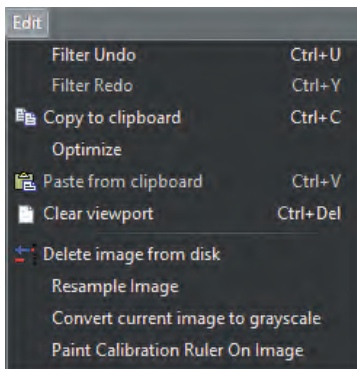 Edit
Filter Undo Ctrl+U
Filter Redo Ctrl+Y
Copy to clipboard Ctrl+C
Optimize
Paste from clipboard Ctrl+V
Clear viewport Ctrl+Del
Delete image from disk
Resample Image
Convert current image to grayscale
Paint Calibration Ruler On Image